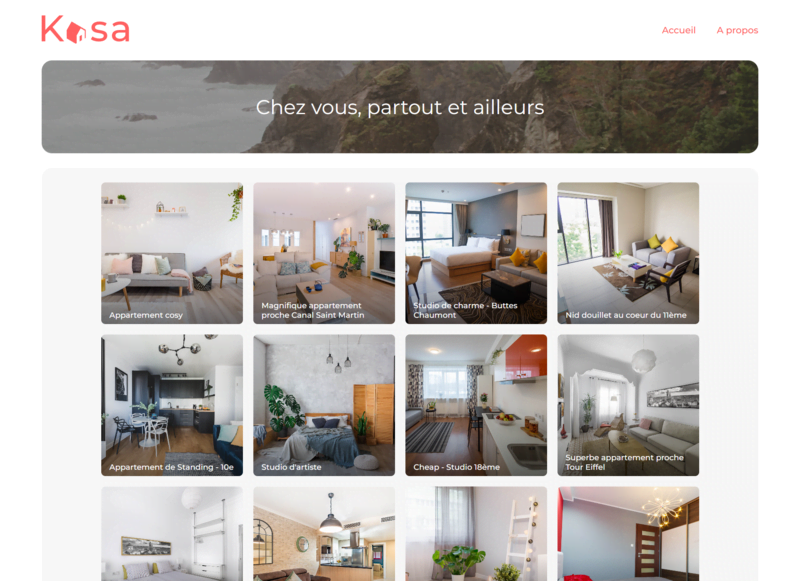 Kasa
Accueil
A propos
Chez vous, partout et ailleurs
Appartement cosy
Magnifique appartement
proche Canal Saint Martin
Studio de charme - Buttes
Chaumont
Nid douillet au coeur du 11ème
Appartement de Standing - 10e
Studio d'artiste
Cheap - Studio 18ème
Superbe appartement proche
Tour Eiffel